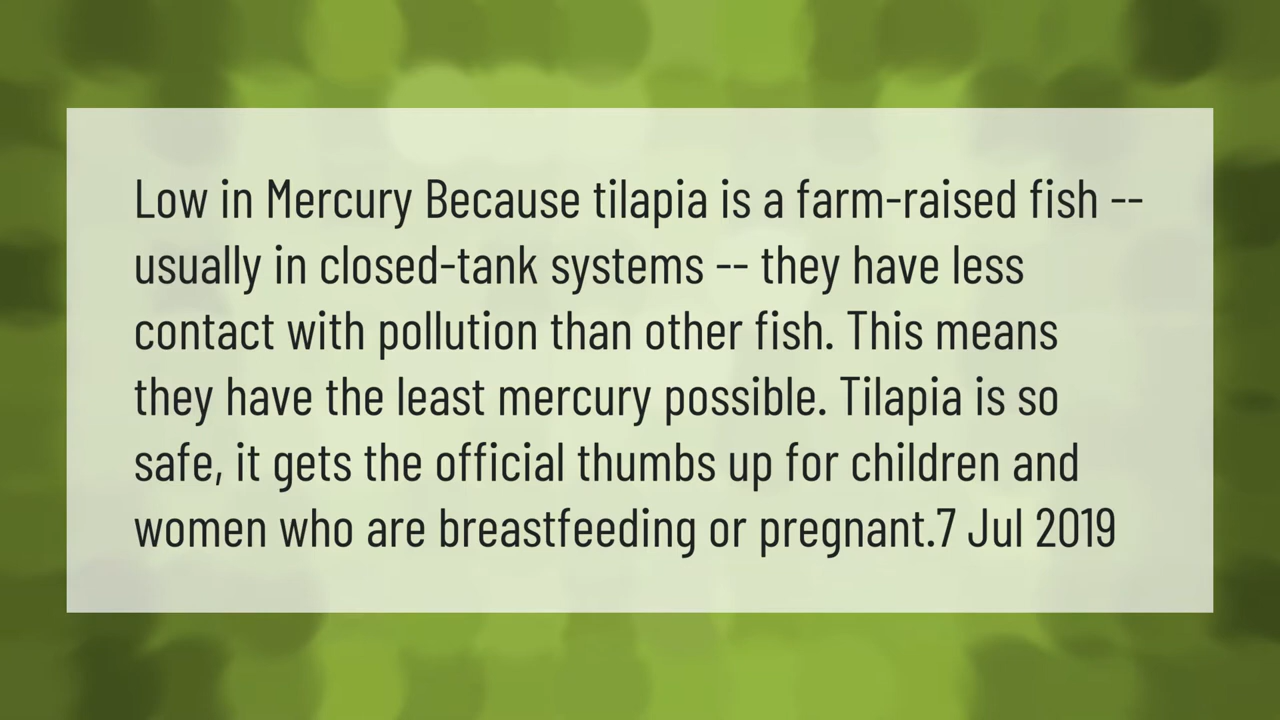 Low in Mercury Because tilapia is a farm-raised fish --
usually in closed-tank systems -- they have less
contact with pollution than other fish. This means
they have the least mercury possible. Tilapia is so
safe, it gets the official thumbs up for children and
women who are breastfeeding or pregnant.7 Jul 2019